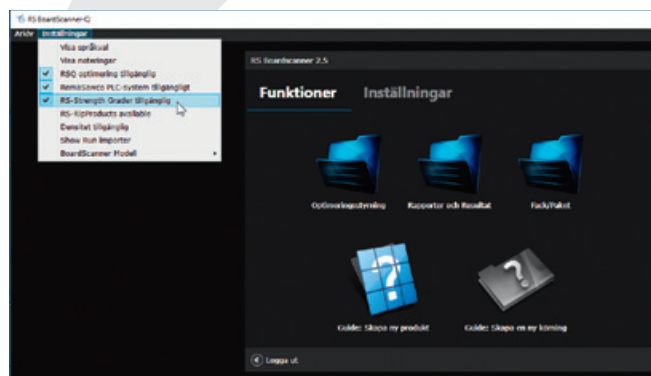 RS BoardScanner-Q
Arkiv Inställningar
Visa språkval
Visa noteringar
RSQ optimering tillgänglig
RemaSawco PLC-system tillgängligt
RS-Strength Grader tillgänglig
RS-RipProducts available
Densitet tillgänglig
Show Run Importer
BoardScanner Modell
RS Boardscanner 2.5
Funktioner Inställningar
Optimeringsstyrning Rapporter och Resultat Fack/Paket
Guide: Skapa ny produkt Guide: Skapa en ny körning
Logga ut